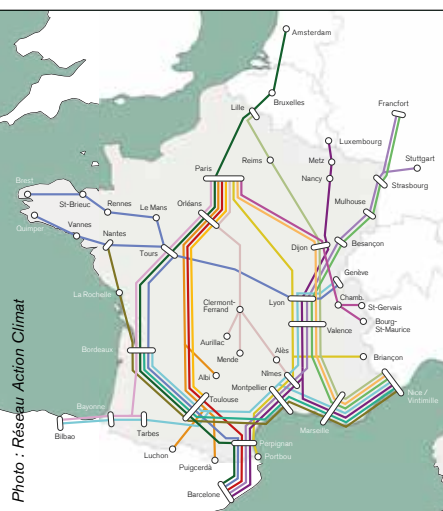 Amsterdam
Bruxelles
Lille
Francfort
Luxembourg
Reims
Metz
Stuttgart
Nancy
Strasbourg
Paris
Brest
St-Brieuc
Rennes
Le Mans
Orléans
Mulhouse
Quimper
Vannes
Nantes
Tours
Dijon
Besançon
Genève
La Rochelle
Clermont-
Ferrand
Lyon
Chamb.
St-Gervais
Bourg-
St-Maurice
Valence
Bordeaux
Aurillac
Mende
Alès
Briançon
Albi
Nîmes
Montpellier
Nice /
Vintimille
Bayonne
Toulouse
Marseille
Bilbao
Tarbes
Luchon
Puigcerdà
Perpignan
Portbou
Barcelone
Photo : Réseau Action Climat